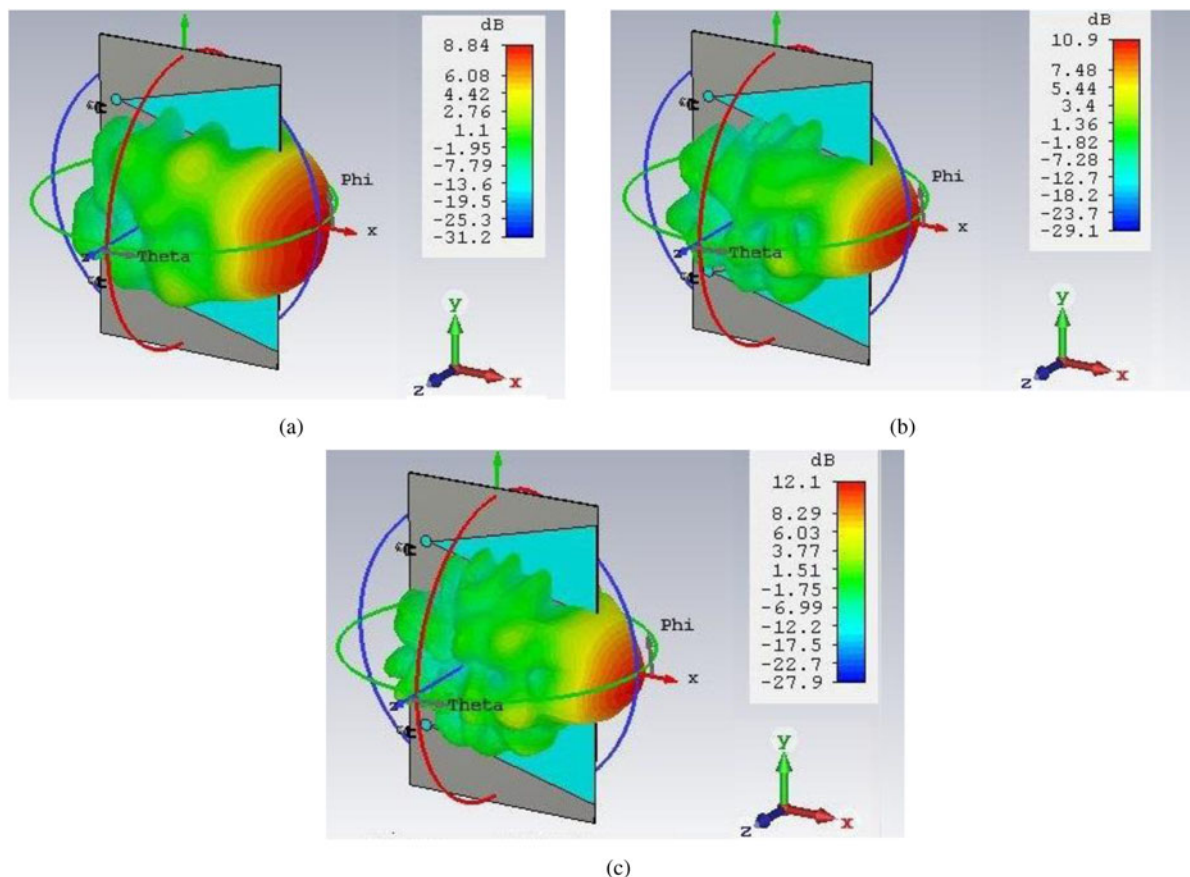 dB
8.84
6.08
4.42
2.76
1.1
-1.95
-7.79
-13.6
-19.5
-25.3
-31.2
Phi
x
z
Theta
y
z
x
(a)
dB
10.9
7.48
5.44
3.4
1.36
-1.82
-7.28
-12.7
-18.2
-23.7
-29.1
Phi
x
z
Theta
y
z
x
(b)
dB
12.1
8.29
6.03
3.77
1.51
-1.75
-6.99
-12.2
-17.5
-22.7
-27.9
Phi
x
z
Theta
y
z
x
(c)